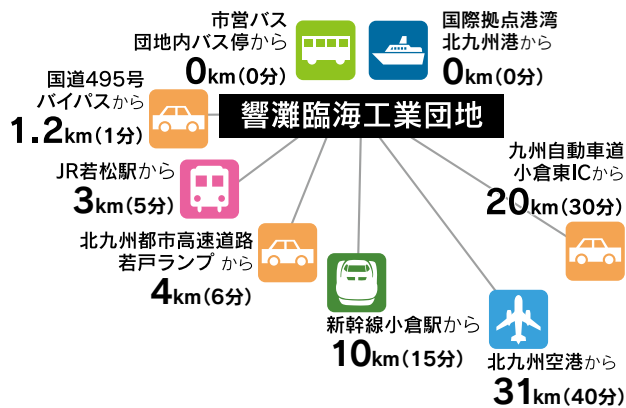 市営バス
団地内バス停から
0km(0分)
国際拠点港湾
北九州港から
0km(0分)
響灘臨海工業団地
国道495号
バイパスから
1.2km(1分)
JR若松駅から
3km(5分)
北九州都市高速道路
若戸ランプ から
4km(6分)
新幹線小倉駅から
10km(15分)
北九州空港から
31km(40分)
九州自動車道
小倉東ICから
20km(30分)